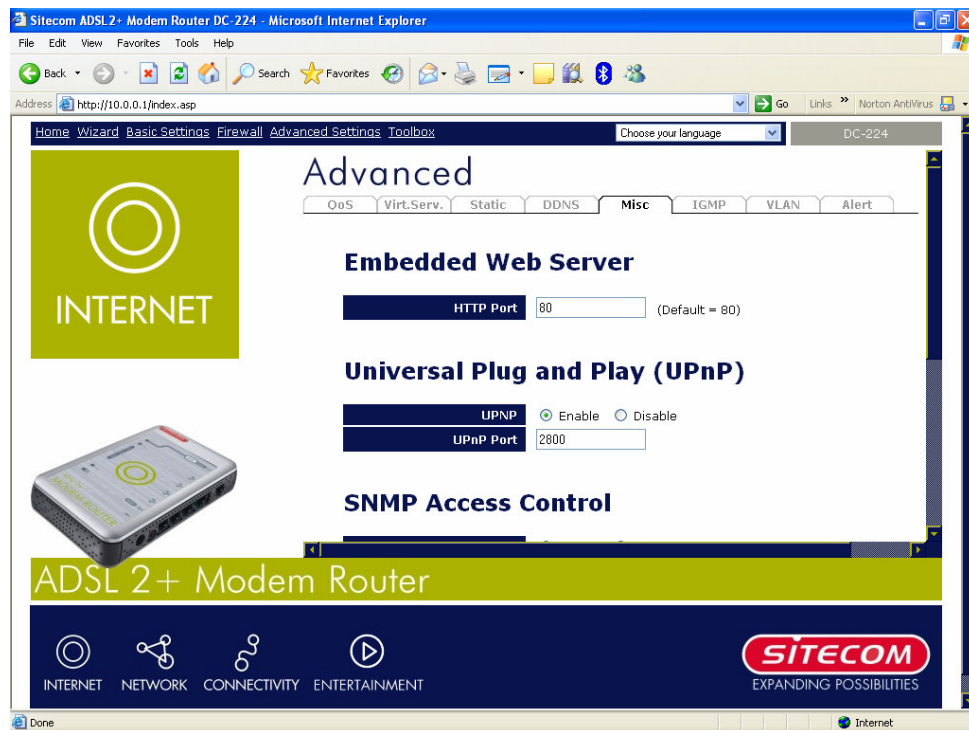 Sitecom ADSL2+ Modem Router DC-224 - Microsoft Internet Explorer
File Edit View Favorites Tools Help
Back Search Favorites
Address http://10.0.0.1/index.asp Go Links » Norton AntiVirus
Home Wizard Basic Settings Firewall Advanced Settings Toolbox Choose your language DC-224
Advanced
QoS Virt.Serv. Static DDNS Misc IGMP VLAN Alert
INTERNET
Embedded Web Server
HTTP Port 80 (Default = 80)
Universal Plug and Play (UPnP)
UPNP Enable Disable
UPnP Port 2800
SNMP Access Control
ADSL 2+ Modem Router
INTERNET NETWORK CONNECTIVITY ENTERTAINMENT
SITECOM
EXPANDING POSSIBILITIES
Done Internet